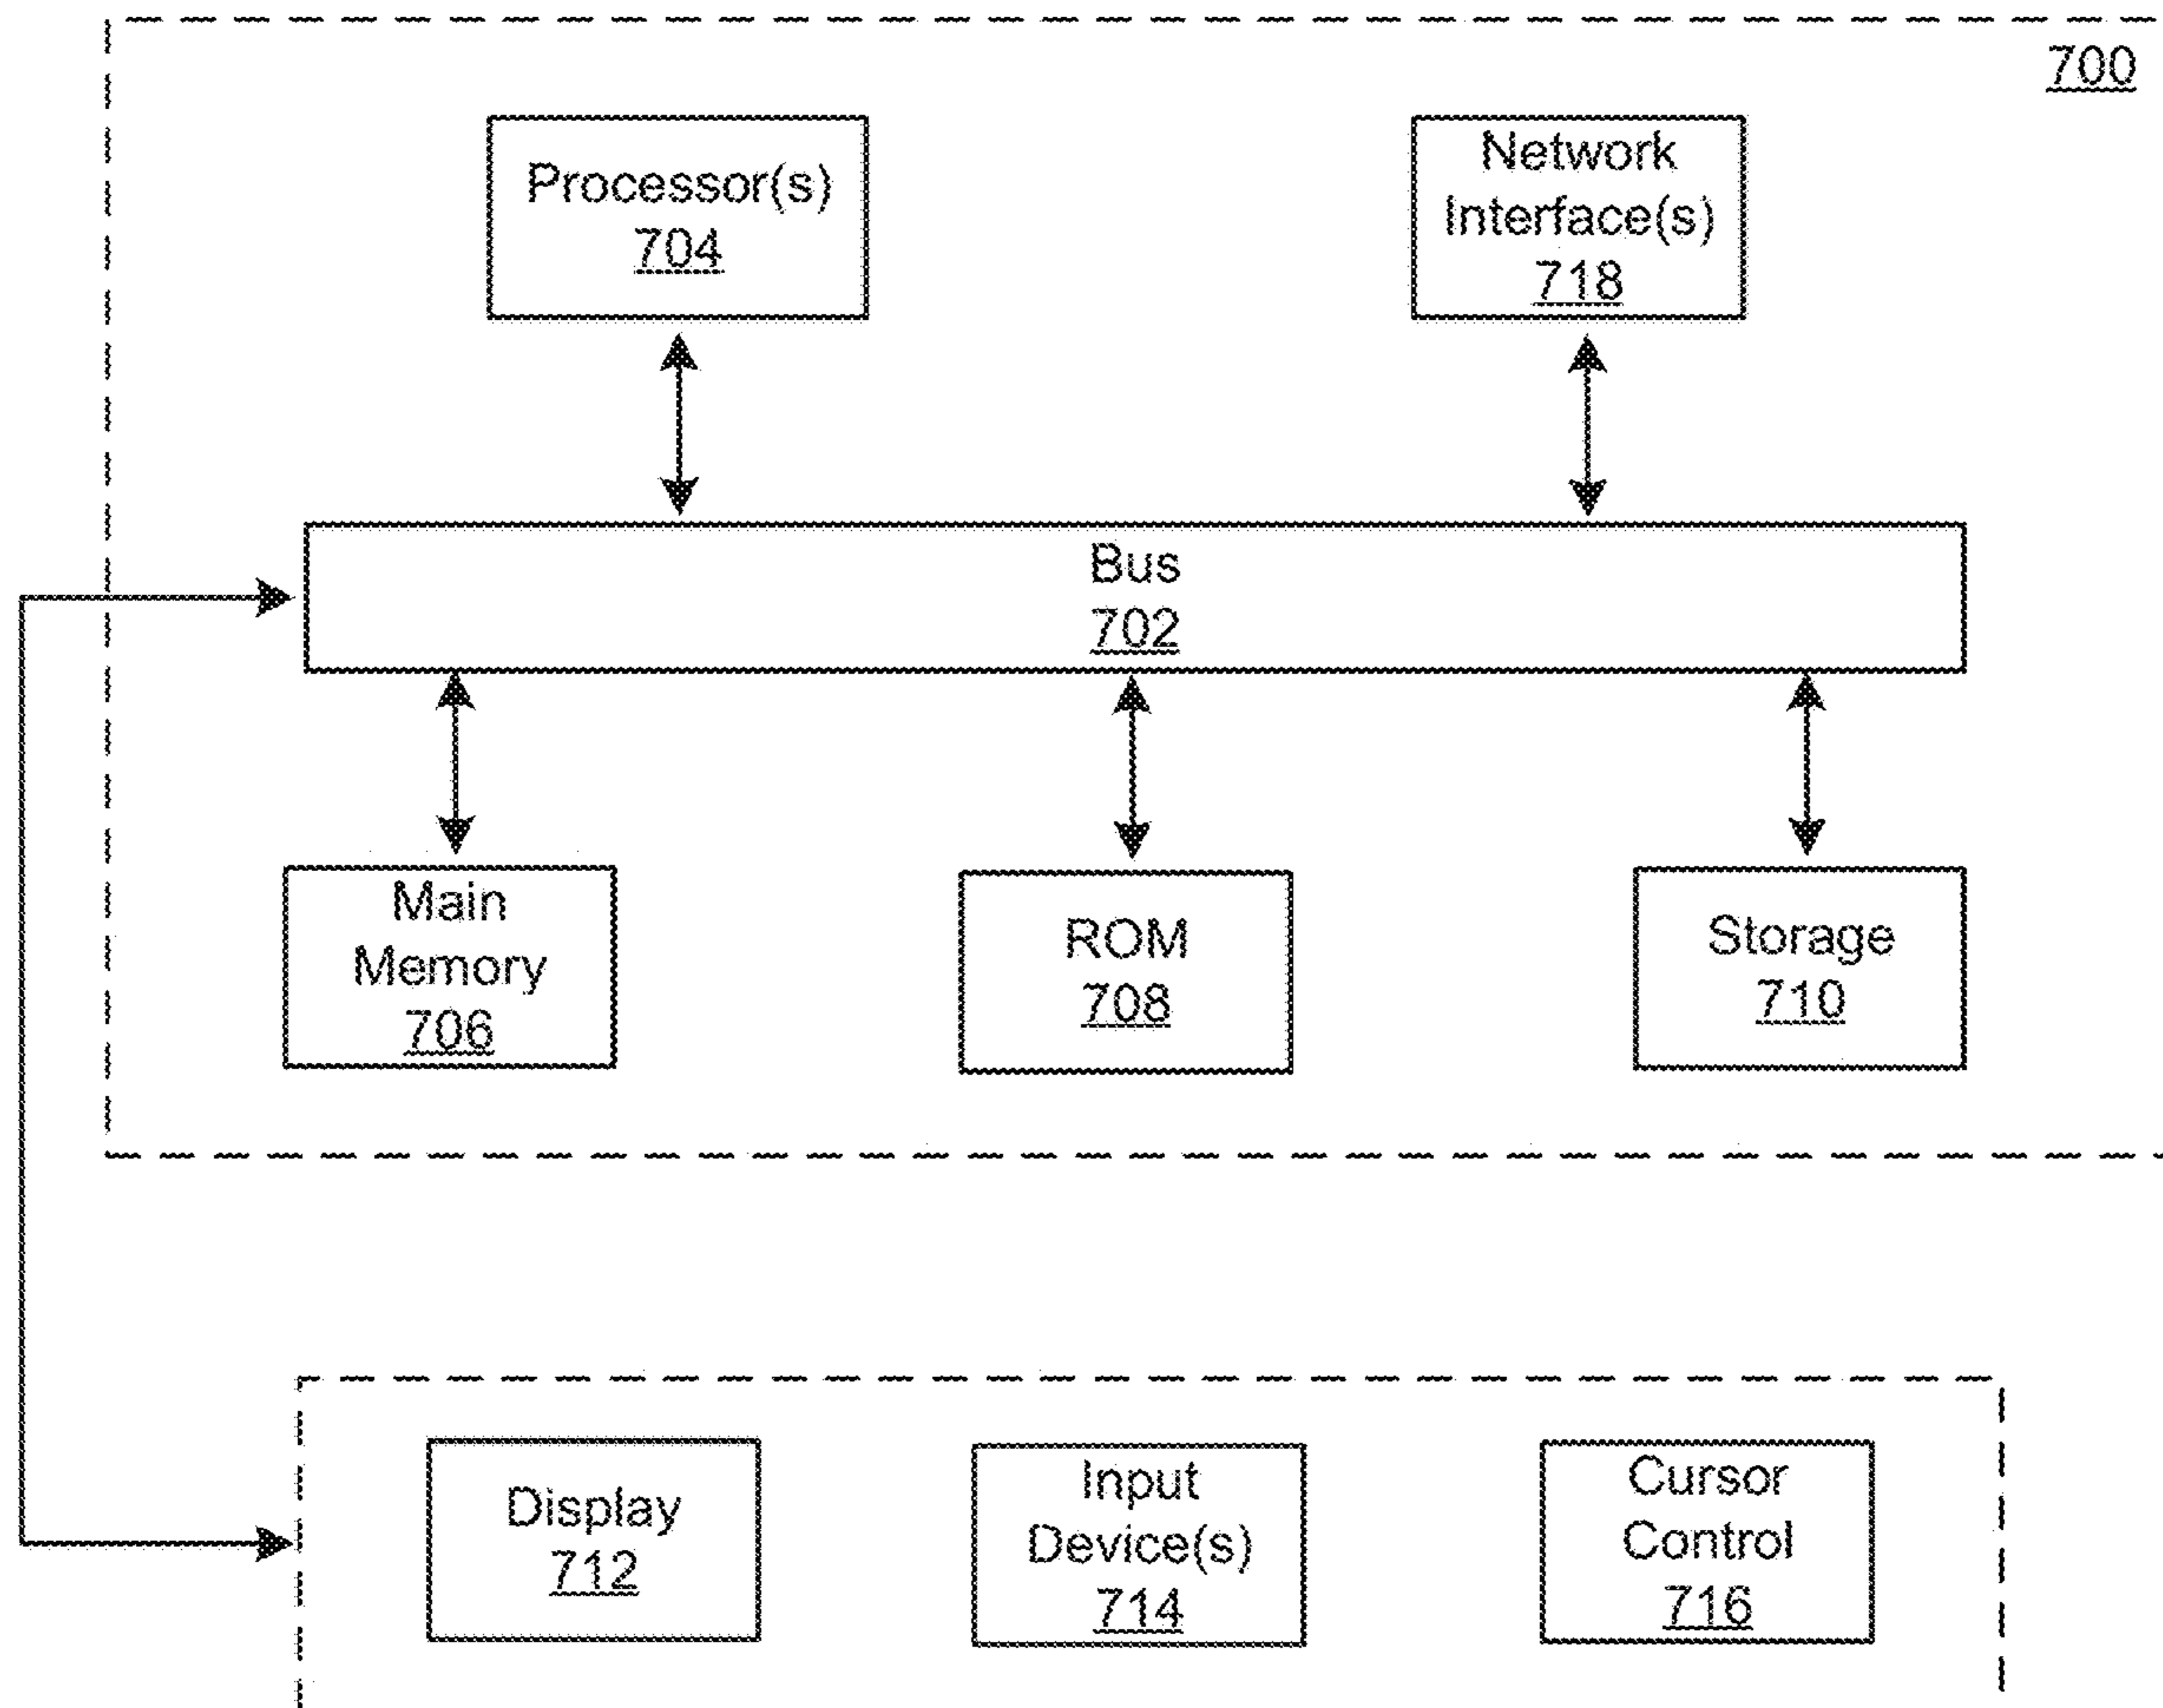 700
Processor(s)
704
Network
Interface(s)
718
Bus
702
Main
Memory
706
ROM
708
Storage
710
Display
712
Input
Device(s)
714
Cursor
Control
716